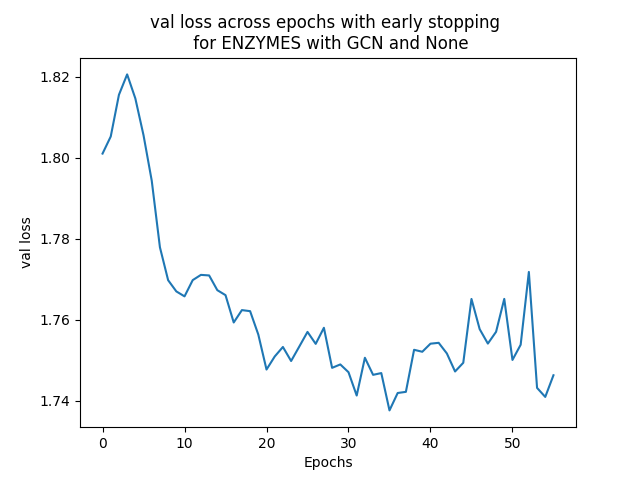 val loss across epochs with early stopping
for ENZYMES with GCN and None
1.82
1.80
1.78
1.76
1.74
val loss
0 10 20 30 40 50
Epochs